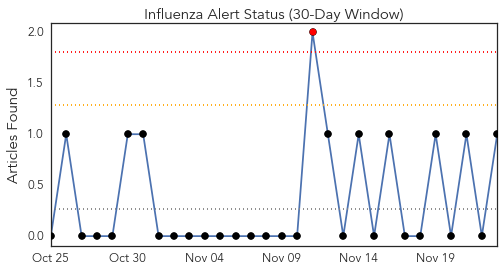 Influenza Alert Status (30-Day Window)
Articles Found
2.0
1.5
1.0
0.5
0.0
Oct 25 Oct 30 Nov 04 Nov 09 Nov 14 Nov 19